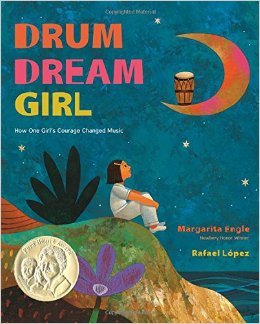 DRUM
DREAM
GIRL
How One Girl's Courage Changed Music
Margarita Engle
Newbery Honor Winner
Rafael López